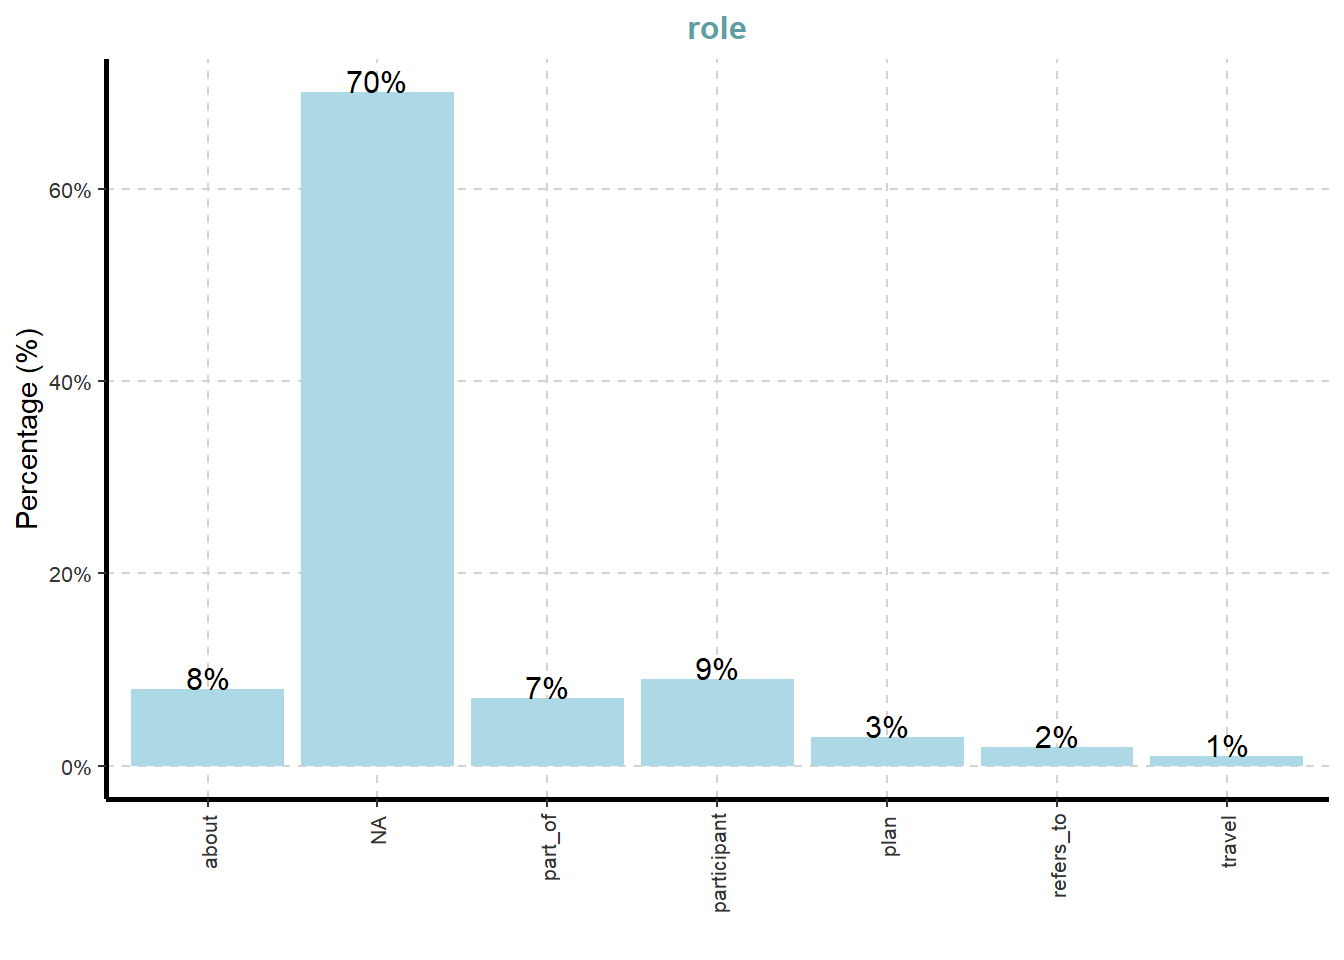 role
Percentage (%)
60%
40%
20%
0%
8%
70%
7%
9%
3%
2%
1%
about
NA
part_of
participant
plan
refers_to
travel